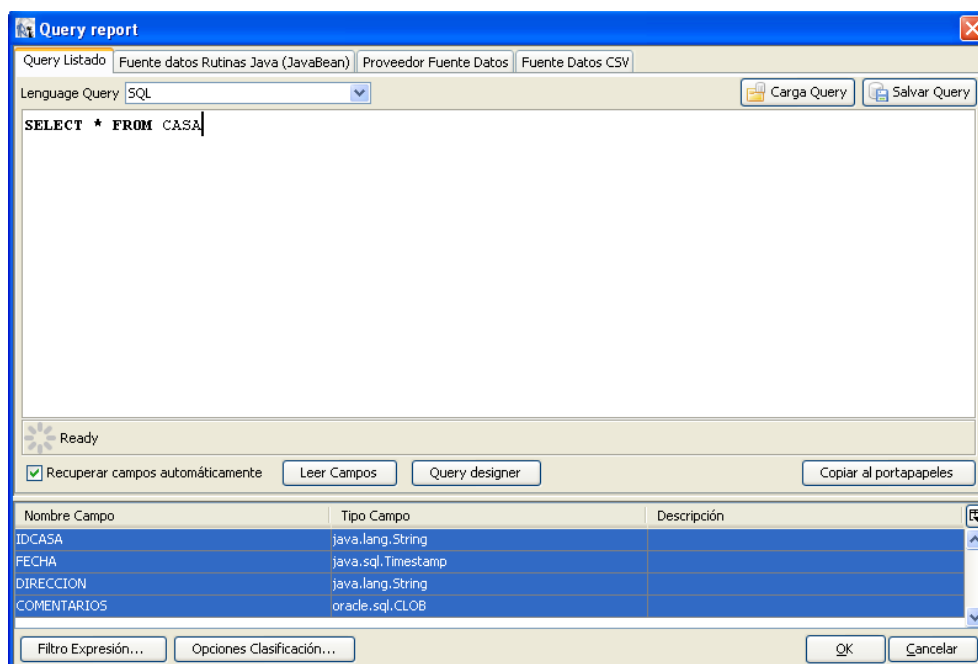 Query report
Query Listado Fuente datos Rutinas Java (JavaBean) Proveedor Fuente Datos Fuente Datos CSV
Lenguage Query SQL Carga Query Salvar Query
SELECT * FROM CASA
Ready
Recuperar campos automáticamente Leer Campos Query designer Copiar al portapapeles
Nombre Campo Tipo Campo Descripción
IDCASA java.lang.String
FECHA java.sql.Timestamp
DIRECCION java.lang.String
COMENTARIOS oracle.sql.CLOB
Filtro Expresión... Opciones Clasificación... OK Cancelar